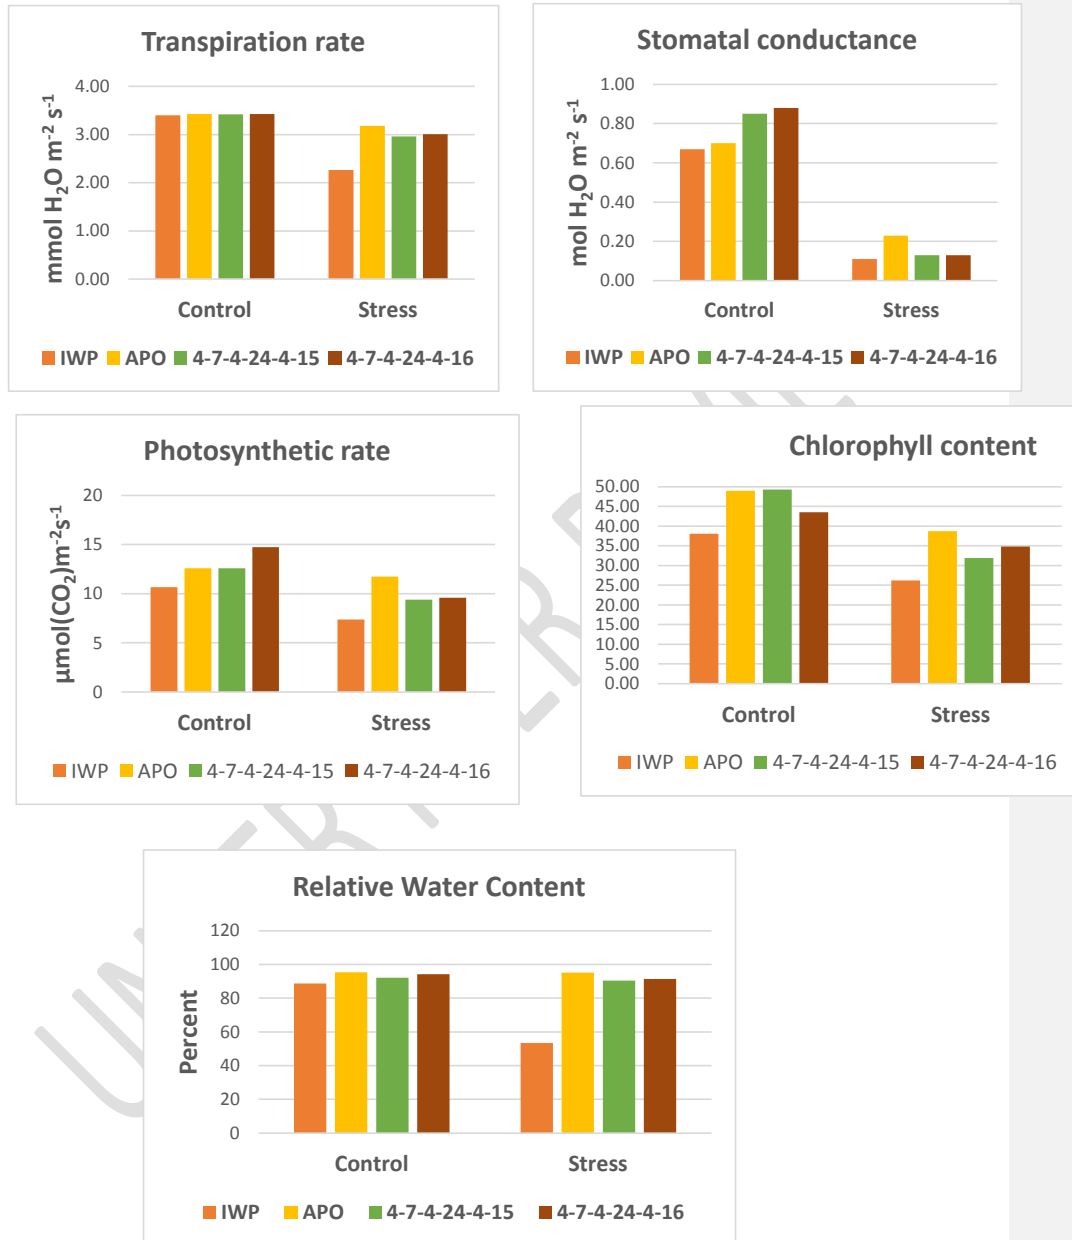 Transpiration rate
mmol H₂O m⁻² s⁻¹
4.00
3.00
2.00
1.00
0.00
Control Stress
IWP APO 4-7-4-24-4-15 4-7-4-24-4-16
Stomatal conductance
mol H₂O m⁻² s⁻¹
1.00
0.80
0.60
0.40
0.20
0.00
Control Stress
IWP APO 4-7-4-24-4-15 4-7-4-24-4-16
Photosynthetic rate
µmol(CO₂)m⁻²s⁻¹
20
15
10
5
0
Control Stress
IWP APO 4-7-4-24-4-15 4-7-4-24-4-16
Chlorophyll content
50.00
45.00
40.00
35.00
30.00
25.00
20.00
15.00
10.00
5.00
0.00
Control Stress
IWP APO 4-7-4-24-4-15 4-7-4-24-4-16
Relative Water Content
Percent
120
100
80
60
40
20
0
Control Stress
IWP APO 4-7-4-24-4-15 4-7-4-24-4-16